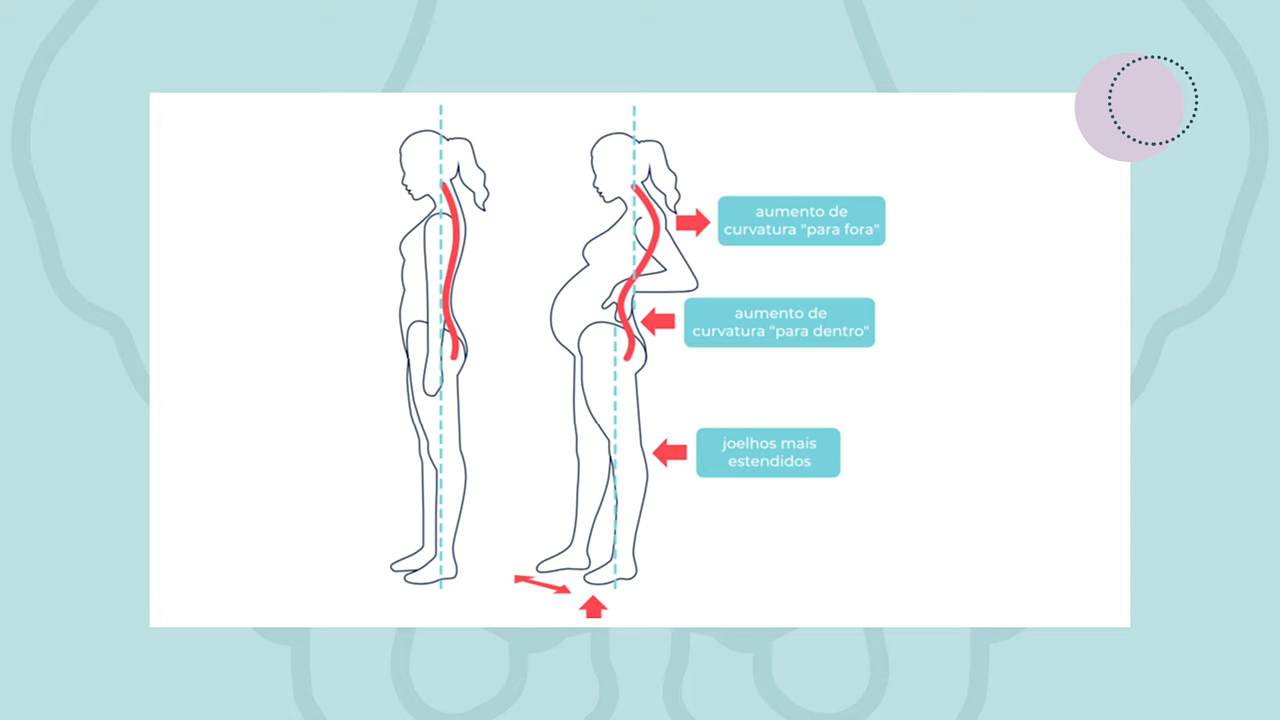 aumento de
curvatura "para fora"
aumento de
curvatura "para dentro"
joelhos mais
estendidos